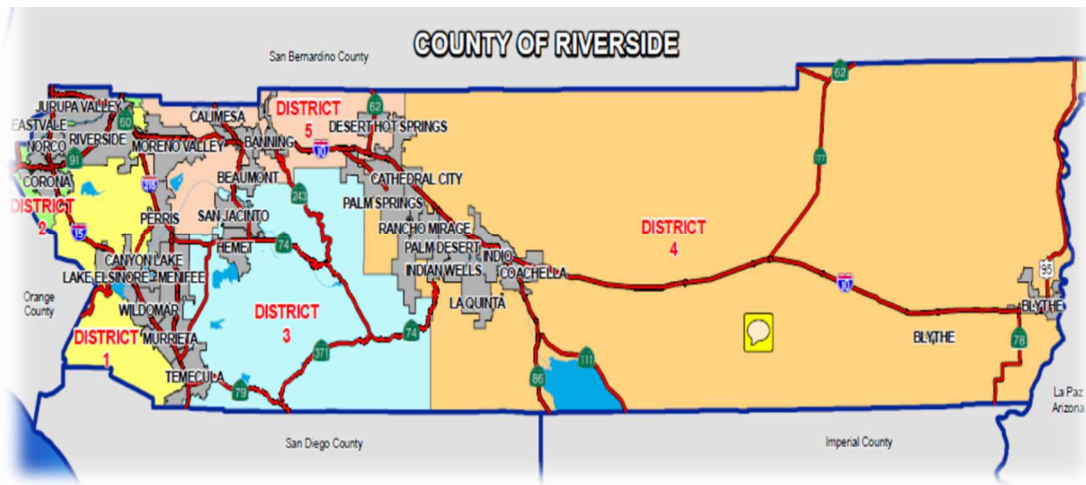 COUNTY OF RIVERSIDE
San Bernardino County
62
JURUPA VALLEY
CALIMESA
DISTRICT
5
62
EASTVALE
60
DESERT HOT SPRINGS
NORCO
RIVERSIDE
MORENO VALLEY
BANNING
10
91
177
CORONA
215
BEAUMONT
CATHEDRAL CITY
243
PALM SPRINGS
DISTRICT
2
PERRIS
SAN JACINTO
RANCHO MIRAGE
DISTRICT
4
15
HEMET
74
PALM DESERT
INDIO
CANYON LAKE
LAKE ELSINORE
MENIFEE
INDIAN WELLS
COACHELLA
95
10
Orange
County
WILDOMAR
DISTRICT
3
LA QUINTA
BLYTHE
DISTRICT
1
MURRIETA
74
BLYTHE
78
371
111
TEMECULA
79
86
La Paz
Arizona
San Diego County
Imperial County